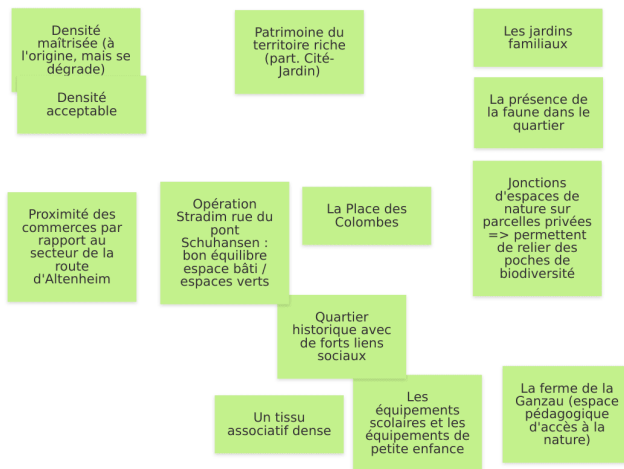 Densité
maîtrisée (à
l'origine, mais se
dégrade)
Densité
acceptable
Patrimoine du
territoire riche
(part. Cité-
Jardin)
Les jardins
familiaux
La présence de
la faune dans le
quartier
Proximité des
commerces par
rapport au
secteur de la
route
d'Altenheim
Opération
Stradim rue du
pont
Schuhansen :
bon équilibre
espace bâti /
espaces verts
La Place des
Colombes
Jonctions
d'espaces de
nature sur
parcelles privées
=> permettent
de relier des
poches de
biodiversité
Quartier
historique avec
de forts liens
sociaux
Un tissu
associatif dense
Les
équipements
scolaires et les
équipements de
petite enfance
La ferme de la
Ganzau (espace
pédagogique
d'accès à la
nature)